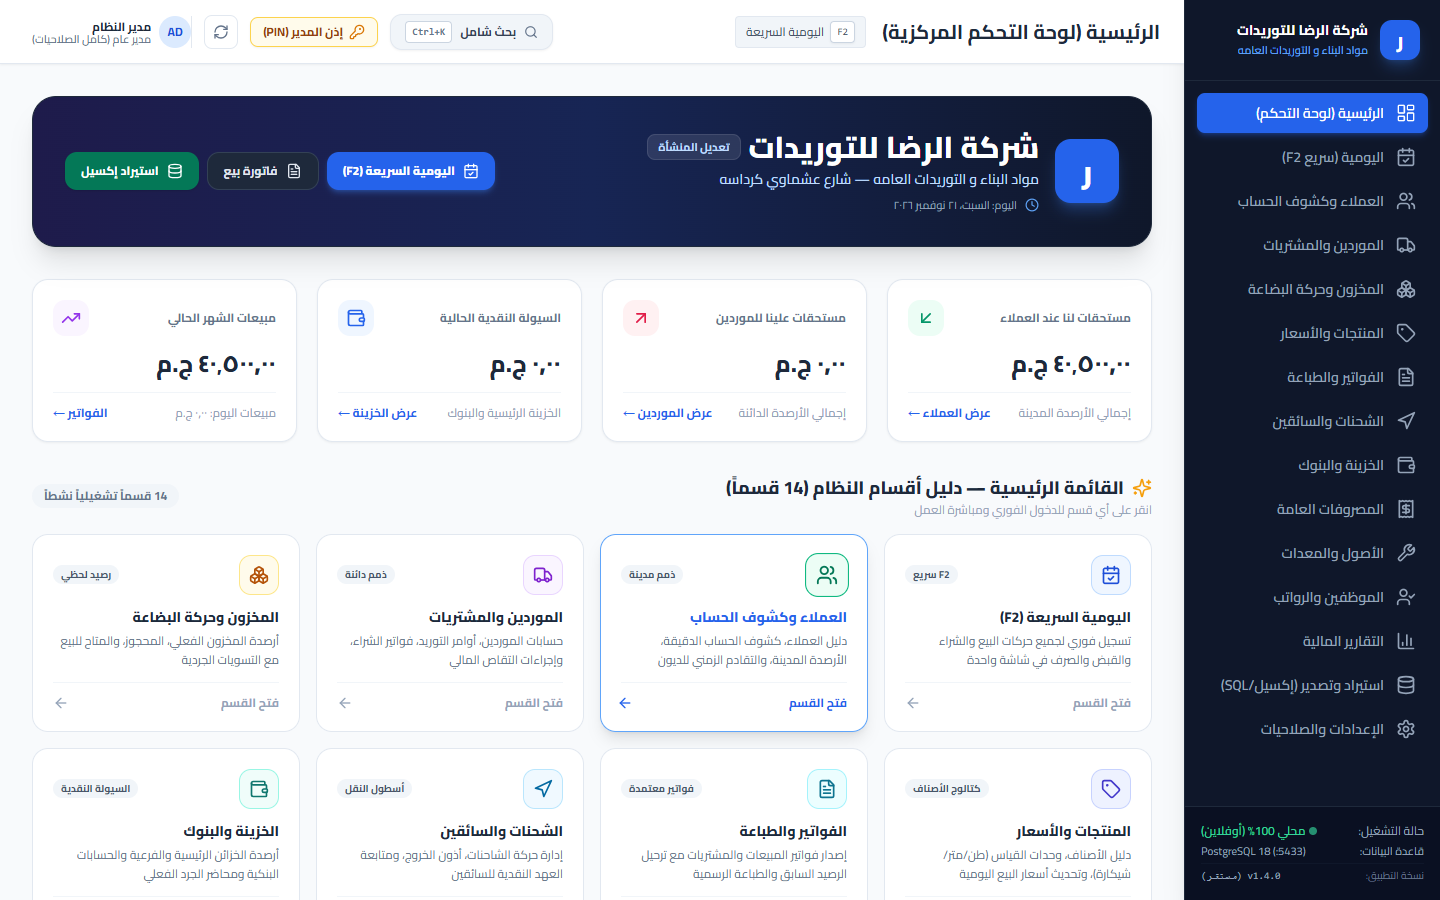 شركة الرضا للتوريدات
مواد البناء و التوريدات العامه
ر
الرئيسية (لوحة التحكم)
اليومية (سريع F2)
العملاء وكشوف الحساب
الموردين والمشتريات
المخزون وحركة البضاعة
المنتجات والأسعار
الفواتير والطباعة
الشحنات والسائقين
الخزينة والبنوك
المصروفات العامة
الأصول والمعدات
الموظفين والرواتب
التقارير المالية
استيراد وتصدير (إكسيل/SQL)
الإعدادات والصلاحيات
حالة التشغيل: محلي 100% (أوفلاين)
قاعدة البيانات: PostgreSQL 18 (:5433)
نسخة التطبيق: v1.4.0 (مستقر)
الرئيسية (لوحة التحكم المركزية)
F2 اليومية السريعة
بحث شامل Ctrl+K
إذن المدير (PIN)
AD
مدير النظام
مدير عام (كامل الصلاحيات)
ر
شركة الرضا للتوريدات
تعديل المنشأة
مواد البناء و التوريدات العامه — شارع عشماوي كرداسه
اليوم: السبت، ٢١ نوفمبر ٢٠٢٦
اليومية السريعة (F2)
فاتورة بيع
استيراد إكسيل
مستحقات لنا عند العملاء
٤٠,٥٠٠,٠٠ ج.م
إجمالي الأرصدة المدينة
عرض العملاء ←
مستحقات علينا للموردين
٠,٠٠ ج.م
إجمالي الأرصدة الدائنة
عرض الموردين ←
السيولة النقدية الحالية
٠,٠٠ ج.م
الخزينة الرئيسية والبنوك
عرض الخزينة ←
مبيعات الشهر الحالي
٤٠,٥٠٠,٠٠ ج.م
مبيعات اليوم: ٠,٠٠ ج.م
الفواتير ←
القائمة الرئيسية — دليل أقسام النظام (14 قسماً)
انقر على أي قسم للدخول الفوري ومباشرة العمل
14 قسماً تشغيلياً نشطاً
F2 سريع
اليومية السريعة (F2)
تسجيل فوري لجميع حركات البيع والشراء
والقبض والصرف في شاشة واحدة
فتح القسم
ذمم مدينة
العملاء وكشوف الحساب
دليل العملاء، كشوف الحساب الدقيقة،
الأرصدة المدينة، والتقادم الزمني للديون
فتح القسم
ذمم دائنة
الموردين والمشتريات
حسابات الموردين، أوامر التوريد، فواتير الشراء،
وإجراءات التقاص المالي
فتح القسم
رصيد لحظي
المخزون وحركة البضاعة
أرصدة المخزون الفعلي، المحجوز، والمتاح للبيع
مع التسويات الجردية
فتح القسم
كتالوج الأصناف
المنتجات والأسعار
دليل الأصناف، وحدات القياس (طن/متر/
شيكارة)، وتحديث أسعار البيع اليومية
فواتير معتمدة
الفواتير والطباعة
إصدار فواتير المبيعات والمشتريات مع ترحيل
الرصيد السابق والطباعة الرسمية
أسطول النقل
الشحنات والسائقين
إدارة حركة الشاحنات، أذون الخروج، ومتابعة
العهد النقدية للسائقين
السيولة النقدية
الخزينة والبنوك
أرصدة الخزائن الرئيسية والفرعية والحسابات
البنكية ومحاضر الجرد الفعلي